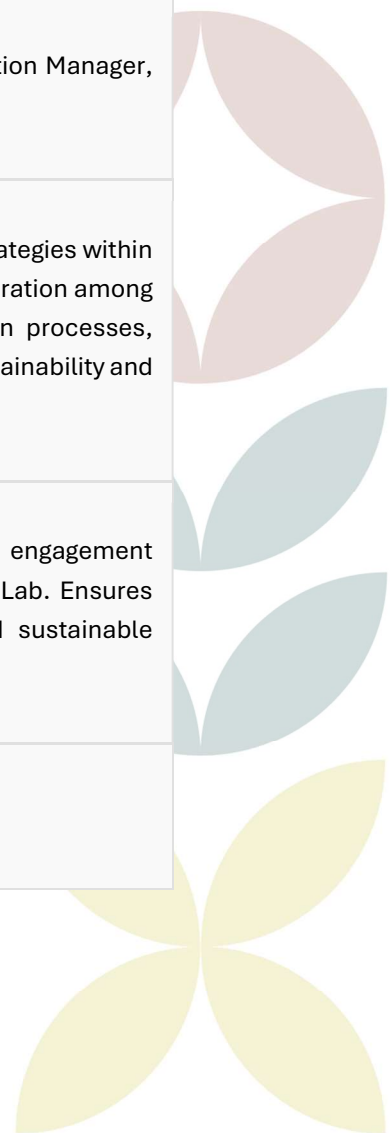 tion Manager,
ategies within
ration among
n processes,
ainability and
engagement
Lab. Ensures
sustainable